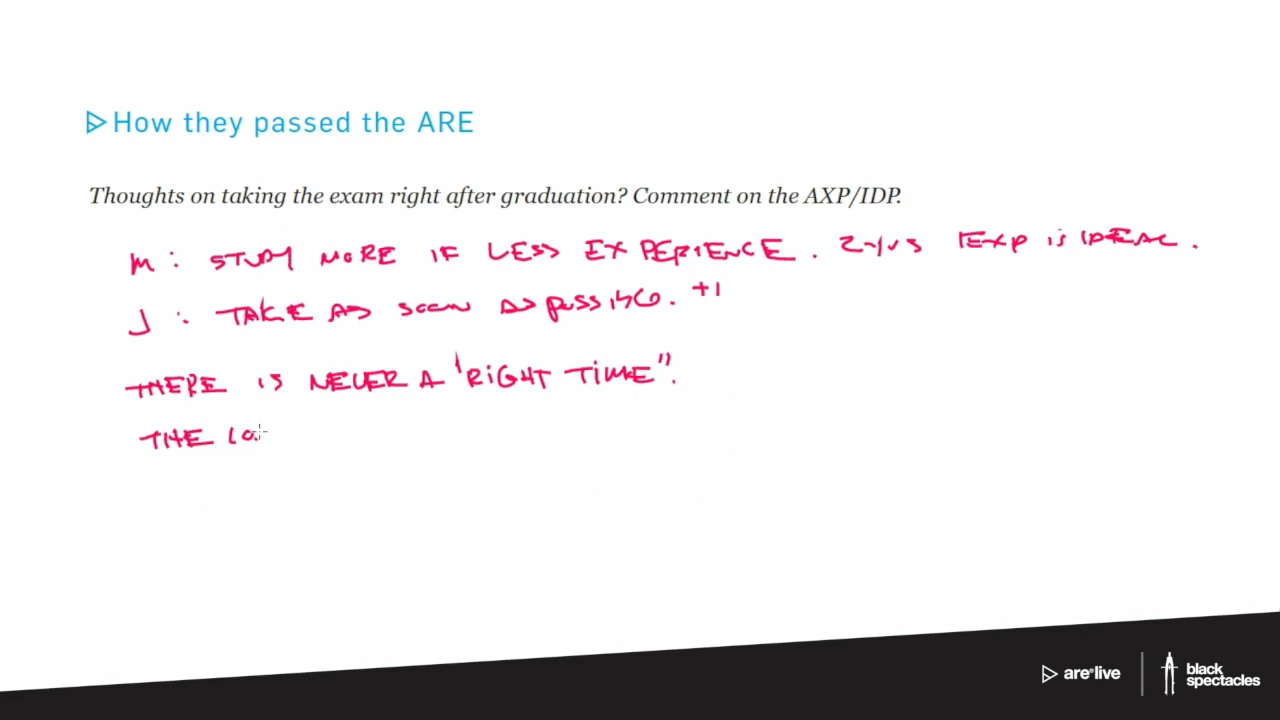 How they passed the ARE
Thoughts on taking the exam right after graduation? Comment on the AXP/IDP.
M: STUDY MORE IF LESS EXPERIENCE. 2 yrs EXP is IDEAL.
J: TAKE AS soon AS possible. +1
THERE IS NEVER A "RiGHT TiME".
THE
are live
black
spectacles